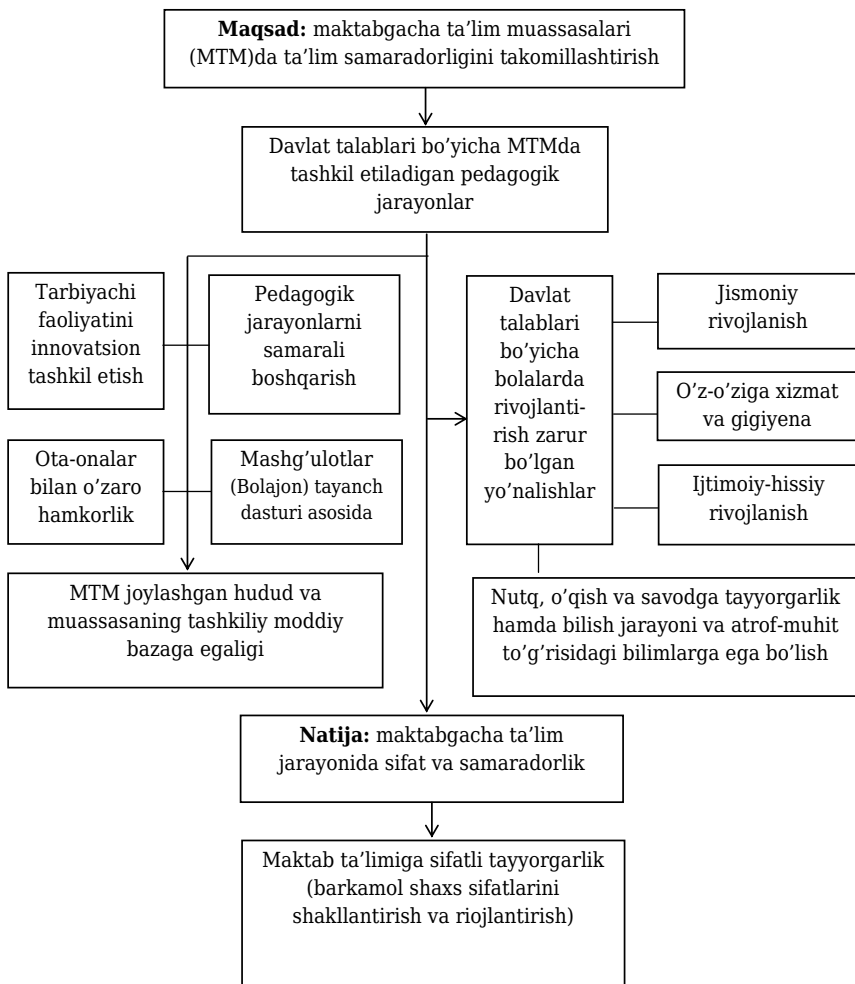 Maqsad: maktabgacha ta’lim muassasalari
(MTM)da ta’lim samaradorligini takomillashtirish
Davlat talablari bo’yicha MTMda
tashkil etiladigan pedagogik
jarayonlar
Tarbiyachi
faoliyatini
innovatsion
tashkil etish
Pedagogik
jarayonlarni
samarali
boshqarish
Ota-onalar
bilan o’zaro
hamkorlik
Mashg’ulotlar
(Bolajon) tayanch
dasturi asosida
MTM joylashgan hudud va
muassasaning tashkiliy moddiy
bazaga egaligi
Davlat
talablari
bo’yicha
bolalarda
rivojlanti-
rish zarur
bo’lgan
yo’nalishlar
Jismoniy
rivojlanish
O’z-o’ziga xizmat
va gigiyena
Ijtimoiy-hissiy
rivojlanish
Nutq, o’qish va savodga tayyorgarlik
hamda bilish jarayoni va atrof-muhit
to’g’risidagi bilimlarga ega bo’lish
Natija: maktabgacha ta’lim
jarayonida sifat va samaradorlik
Maktab ta’limiga sifatli tayyorgarlik
(barkamol shaxs sifatlarini
shakllantirish va riojlantirish)